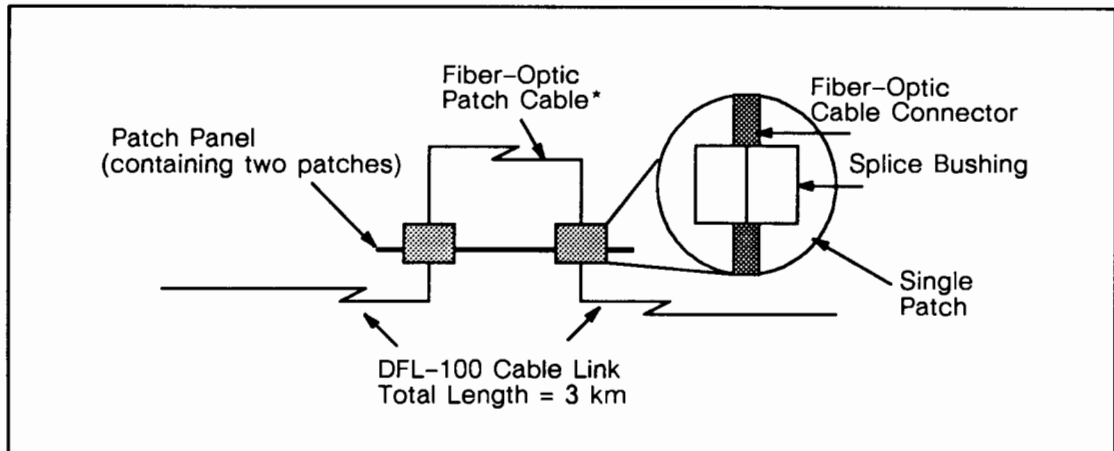 Fiber-Optic
Patch Cable*
Fiber-Optic
Cable Connector
Patch Panel
(containing two patches)
Splice Bushing
Single
Patch
DFL-100 Cable Link
Total Length = 3 km